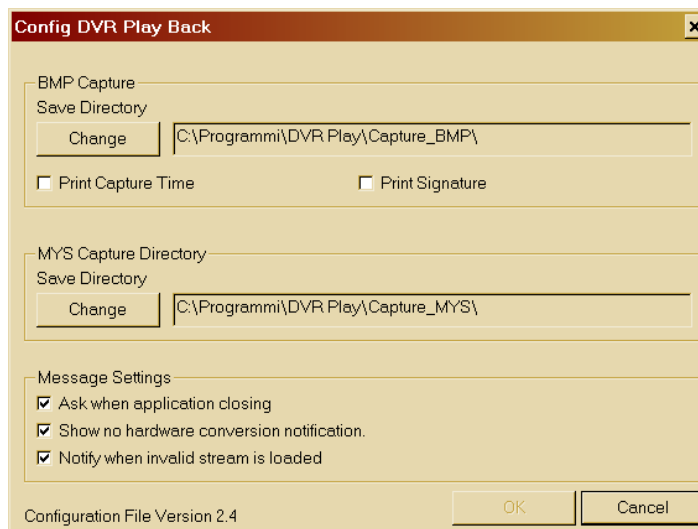 Config DVR Play Back
BMP Capture
Save Directory
Change C:\Programmi\DVR Play\Capture_BMP\
Print Capture Time Print Signature
MYS Capture Directory
Save Directory
Change C:\Programmi\DVR Play\Capture_MYS\
Message Settings
Ask when application closing
Show no hardware conversion notification.
Notify when invalid stream is loaded
Configuration File Version 2.4
OK Cancel